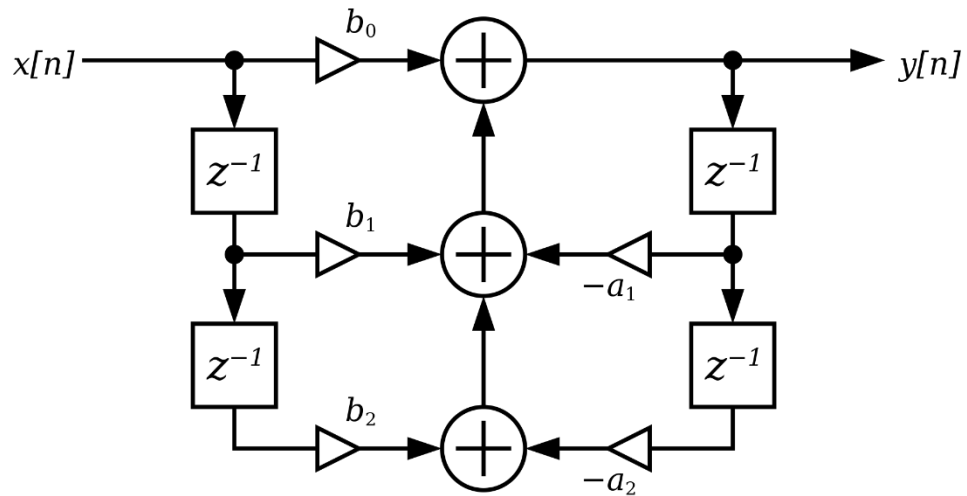 b₀
x[n] y[n]
z⁻¹ z⁻¹
b₁
−a₁
z⁻¹ z⁻¹
b₂
−a₂